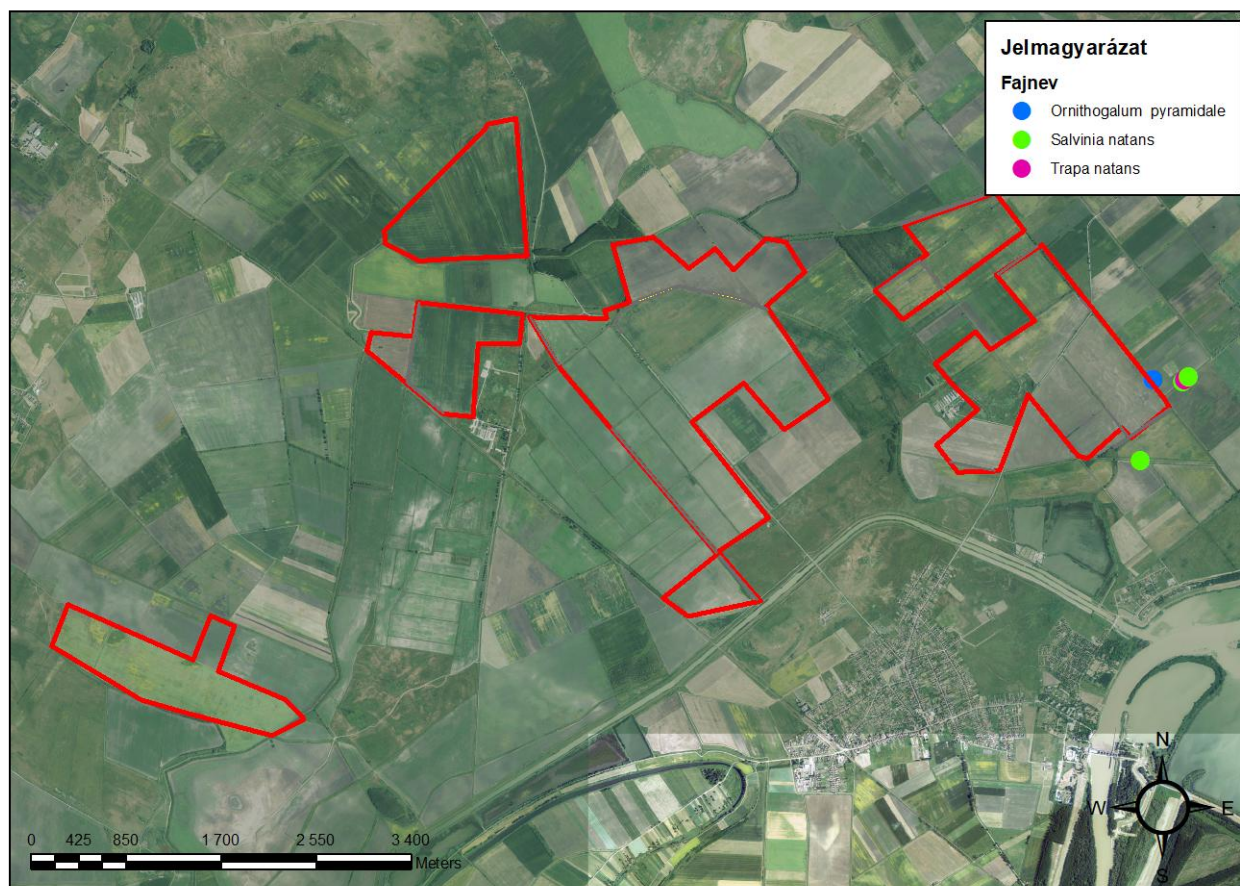 Jelmagyarázat
Fajnev
Ornithogalum pyramidale
Salvinia natans
Trapa natans
N
W
E
S
0 425 850 1 700 2 550 3 400
Meters